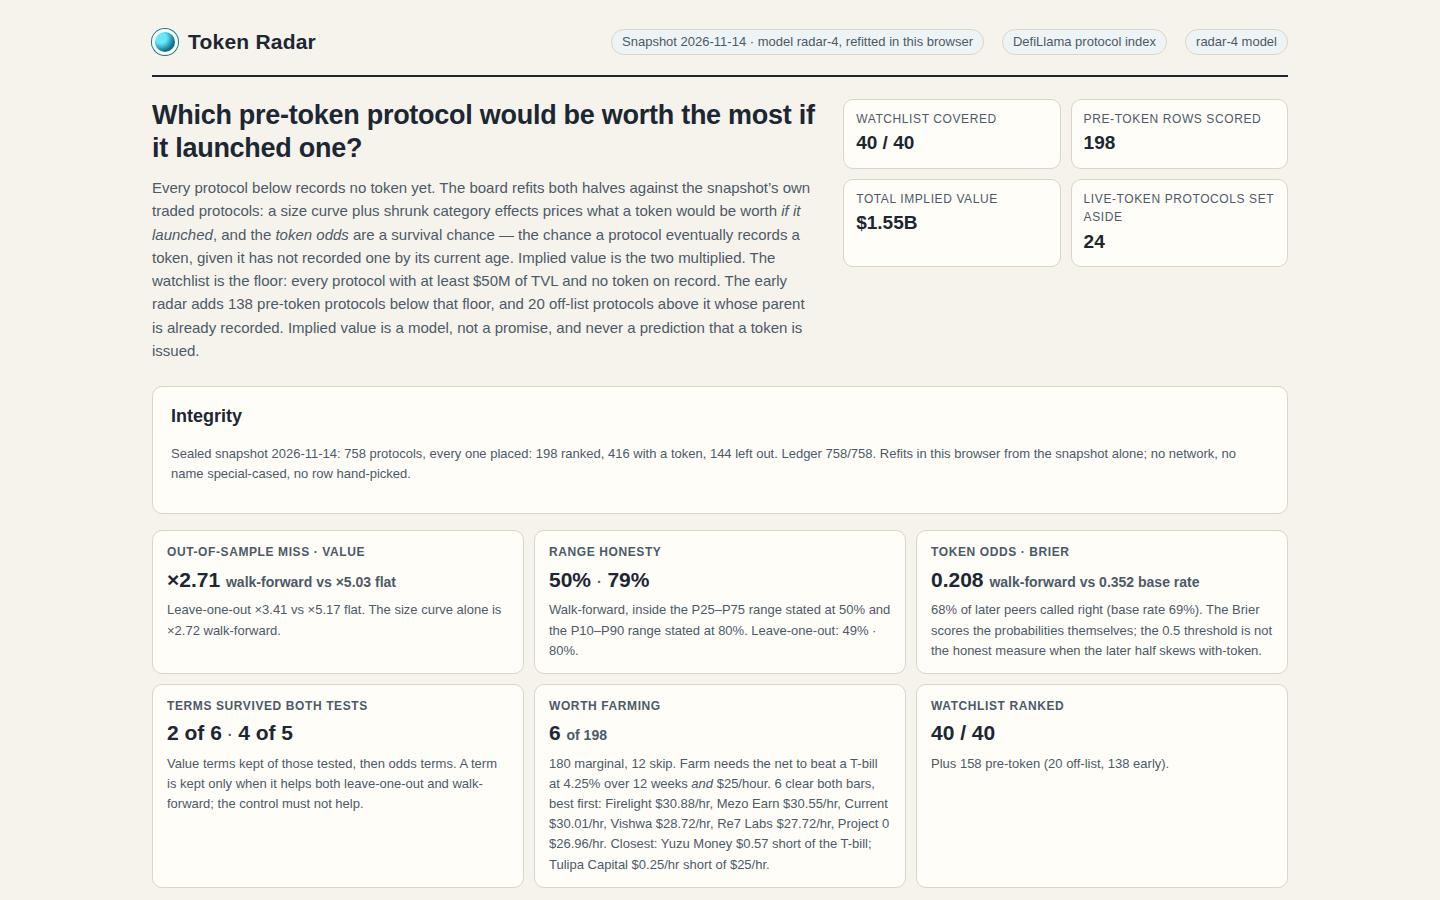 Token Radar
Snapshot 2026-11-14 · model radar-4, refitted in this browser
DefiLlama protocol index
radar-4 model
Which pre-token protocol would be worth the most if
it launched one?
Every protocol below records no token yet. The board refits both halves against the snapshot’s own
traded protocols: a size curve plus shrunk category effects prices what a token would be worth if it
launched, and the token odds are a survival chance — the chance a protocol eventually records a
token, given it has not recorded one by its current age. Implied value is the two multiplied. The
watchlist is the floor: every protocol with at least $50M of TVL and no token on record. The early
radar adds 138 pre-token protocols below that floor, and 20 off-list protocols above it whose parent
is already recorded. Implied value is a model, not a promise, and never a prediction that a token is
issued.
WATCHLIST COVERED
40 / 40
PRE-TOKEN ROWS SCORED
198
TOTAL IMPLIED VALUE
$1.55B
LIVE-TOKEN PROTOCOLS SET
ASIDE
24
Integrity
Sealed snapshot 2026-11-14: 758 protocols, every one placed: 198 ranked, 416 with a token, 144 left out. Ledger 758/758. Refits in this browser from the snapshot alone; no network, no
name special-cased, no row hand-picked.
OUT-OF-SAMPLE MISS · VALUE
×2.71 walk-forward vs ×5.03 flat
Leave-one-out ×3.41 vs ×5.17 flat. The size curve alone is
×2.72 walk-forward.
RANGE HONESTY
50% · 79%
Walk-forward, inside the P25–P75 range stated at 50% and
the P10–P90 range stated at 80%. Leave-one-out: 49% ·
80%.
TOKEN ODDS · BRIER
0.208 walk-forward vs 0.352 base rate
68% of later peers called right (base rate 69%). The Brier
scores the probabilities themselves; the 0.5 threshold is not
the honest measure when the later half skews with-token.
TERMS SURVIVED BOTH TESTS
2 of 6 · 4 of 5
Value terms kept of those tested, then odds terms. A term
is kept only when it helps both leave-one-out and walk-
forward; the control must not help.
WORTH FARMING
6 of 198
180 marginal, 12 skip. Farm needs the net to beat a T-bill
at 4.25% over 12 weeks and $25/hour. 6 clear both bars,
best first: Firelight $30.88/hr, Mezo Earn $30.55/hr, Current
$30.01/hr, Vishwa $28.72/hr, Re7 Labs $27.72/hr, Project 0
$26.96/hr. Closest: Yuzu Money $0.57 short of the T-bill;
Tulipa Capital $0.25/hr short of $25/hr.
WATCHLIST RANKED
40 / 40
Plus 158 pre-token (20 off-list, 138 early).